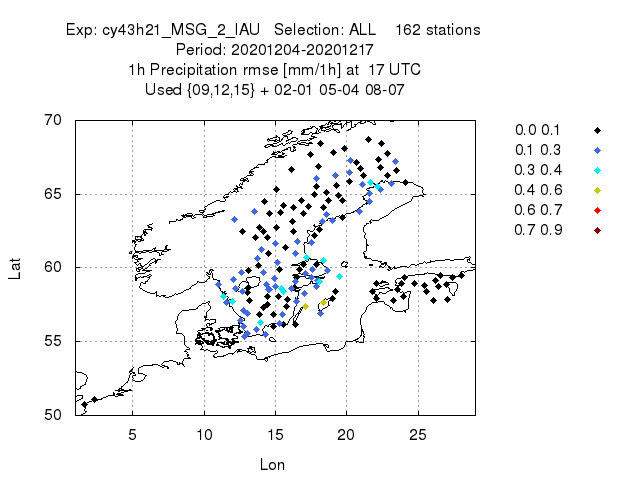 Exp: cy43h21_MSG_2_IAU   Selection: ALL    162 stations
Period: 20201204-20201217
1h Precipitation rmse [mm/1h] at  17 UTC
Used {09,12,15} + 02-01 05-04 08-07
70
65
60
55
50
Lat
5
10
15
20
25
Lon
0.0 0.1
0.1 0.3
0.3 0.4
0.4 0.6
0.6 0.7
0.7 0.9